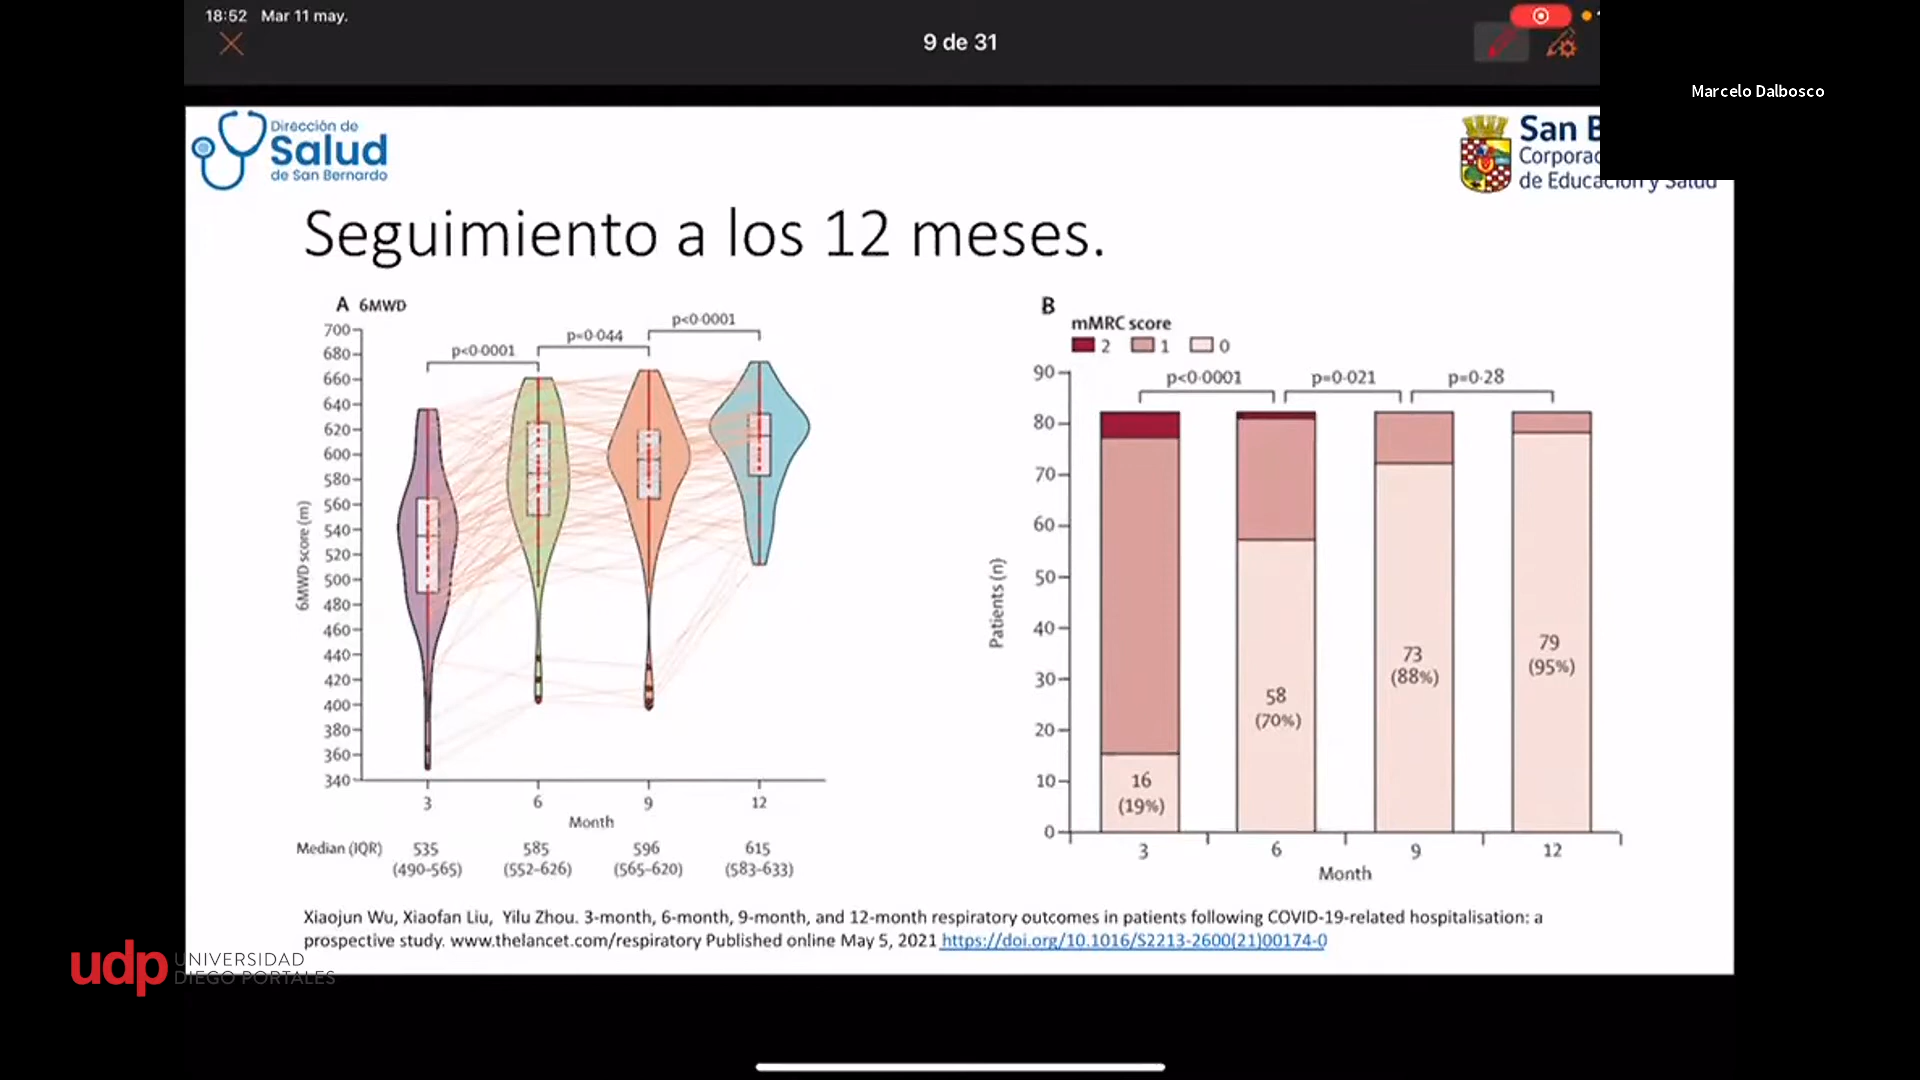 18:52 Mar 11 may.
9 de 31
Marcelo Dalbosco
Dirección de
Salud
de San Bernardo
San
de Educación y Salud
Seguimiento a los 12 meses.
A 6MWD
p<0·0001
p=0·044
p<0·0001
700
680
660
640
620
600
580
560
540
520
500
480
460
440
420
400
380
360
340
6MWD score (m)
3 6 9 12
Month
Median (IQR) 535 585 596 615
(490–565) (552–626) (565–620) (583–633)
B
mMRC score
2 1 0
p<0·0001 p=0·021 p=0·28
90
80
70
60
50
40
30
20
10
0
Patients (n)
16
(19%)
58
(70%)
73
(88%)
79
(95%)
3 6 9 12
Month
Xiaojun Wu, Xiaofan Liu, Yilu Zhou. 3-month, 6-month, 9-month, and 12-month respiratory outcomes in patients following COVID-19-related hospitalisation: a
prospective study. www.thelancet.com/respiratory Published online May 5, 2021 https://doi.org/10.1016/S2213-2600(21)00174-0
udp UNIVERSIDAD
DIEGO PORTALES